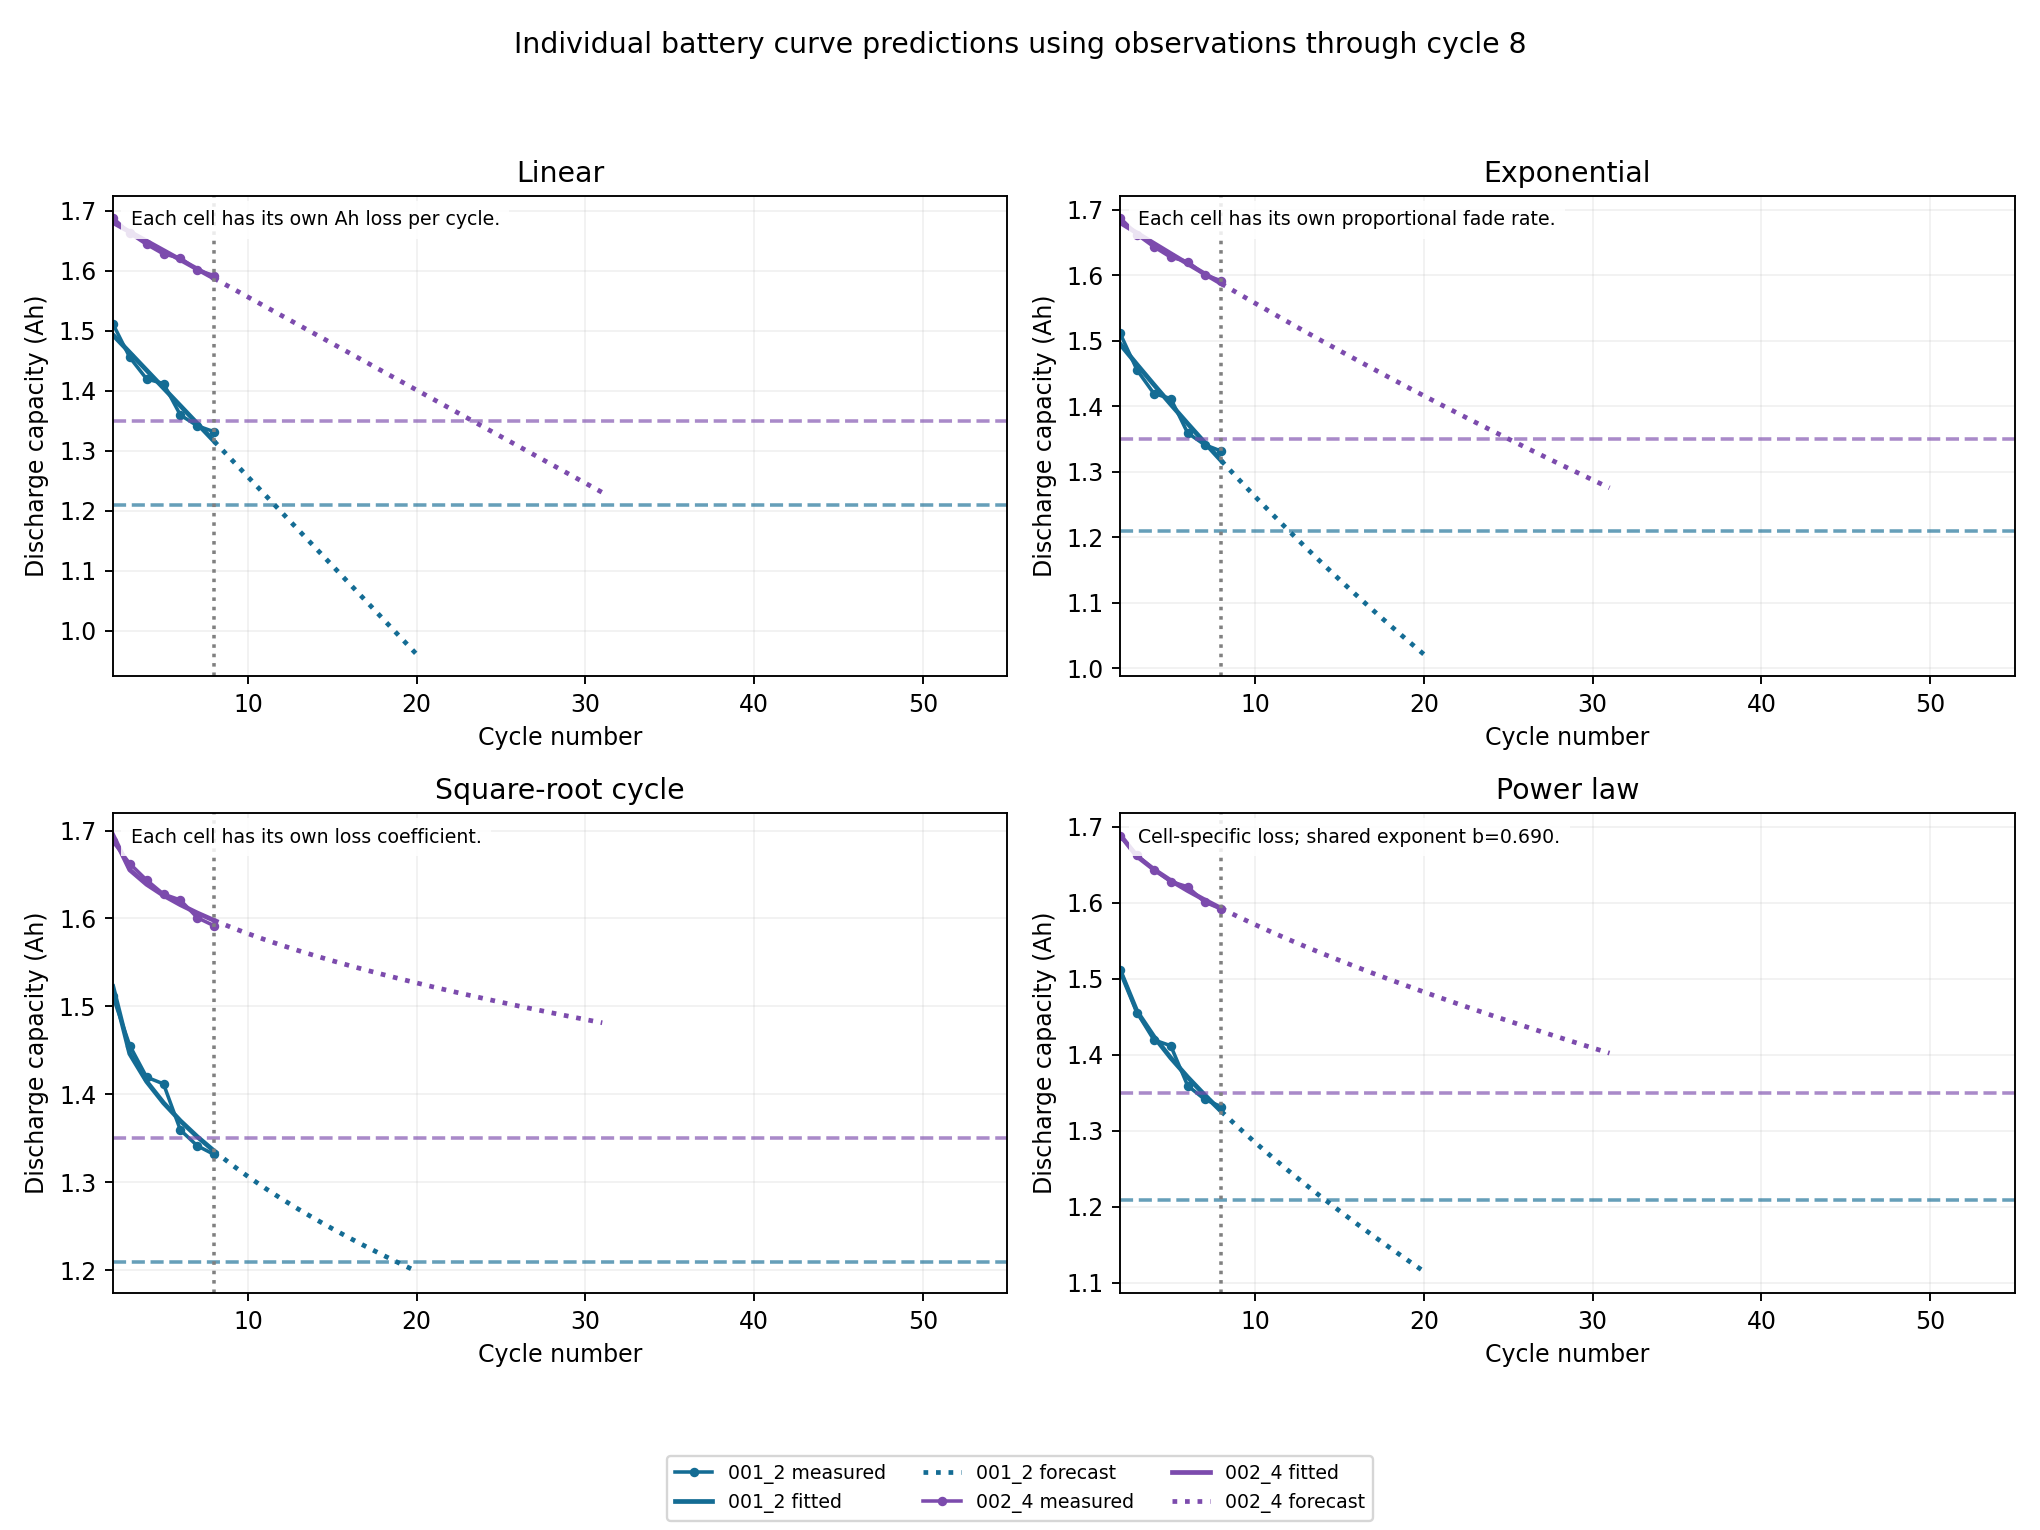 Individual battery curve predictions using observations through cycle 8
Linear
Each cell has its own Ah loss per cycle.
Discharge capacity (Ah)
1.7
1.6
1.5
1.4
1.3
1.2
1.1
1.0
10
20
30
40
50
Cycle number
Exponential
Each cell has its own proportional fade rate.
Discharge capacity (Ah)
1.7
1.6
1.5
1.4
1.3
1.2
1.1
1.0
10
20
30
40
50
Cycle number
Square-root cycle
Each cell has its own loss coefficient.
Discharge capacity (Ah)
1.7
1.6
1.5
1.4
1.3
1.2
10
20
30
40
50
Cycle number
Power law
Cell-specific loss; shared exponent b=0.690.
Discharge capacity (Ah)
1.7
1.6
1.5
1.4
1.3
1.2
1.1
10
20
30
40
50
Cycle number
001_2 measured
001_2 fitted
001_2 forecast
002_4 measured
002_4 fitted
002_4 forecast